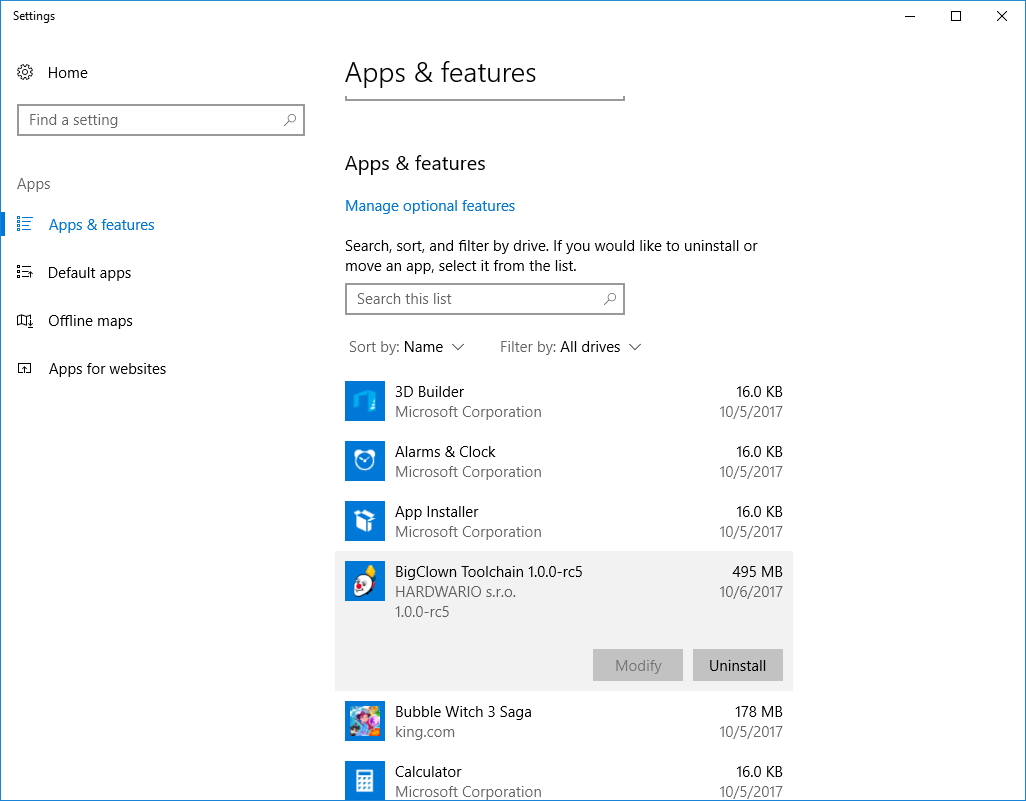 Settings
Home
Find a setting
Apps
Apps & features
Default apps
Offline maps
Apps for websites
Apps & features
Apps & features
Manage optional features
Search, sort, and filter by drive. If you would like to uninstall or
move an app, select it from the list.
Search this list
Sort by: Name Filter by: All drives
3D Builder 16.0 KB
Microsoft Corporation 10/5/2017
Alarms & Clock 16.0 KB
Microsoft Corporation 10/5/2017
App Installer 16.0 KB
Microsoft Corporation 10/5/2017
BigClown Toolchain 1.0.0-rc5 495 MB
HARDWARIO s.r.o. 10/6/2017
1.0.0-rc5
Modify Uninstall
Bubble Witch 3 Saga 178 MB
king.com 10/5/2017
Calculator 16.0 KB
Microsoft Corporation 10/5/2017